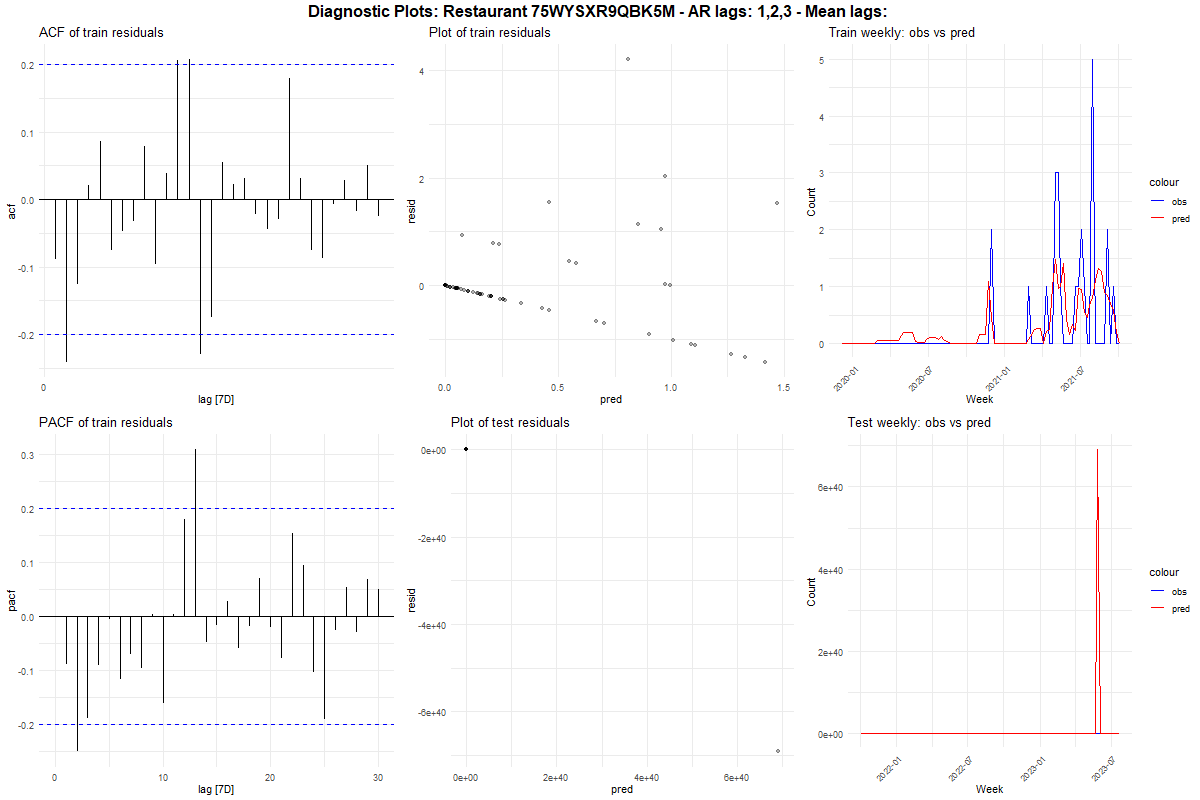 Diagnostic Plots: Restaurant 75WYSXR9QBK5M - AR lags: 1,2,3 - Mean lags:
ACF of train residuals
0.2
0.1
0.0
-0.1
-0.2
acf
0
lag [7D]
Plot of train residuals
4
2
0
resid
0.0 0.5 1.0 1.5
pred
Train weekly: obs vs pred
5
4
3
2
1
0
Count
2020-01 2020-07 2021-01 2021-07
Week
colour
obs
pred
PACF of train residuals
0.3
0.2
0.1
0.0
-0.1
-0.2
pacf
0 10 20 30
lag [7D]
Plot of test residuals
0e+00
-2e+40
-4e+40
-6e+40
resid
0e+00 2e+40 4e+40 6e+40
pred
Test weekly: obs vs pred
6e+40
4e+40
2e+40
0e+00
Count
2022-01 2022-07 2023-01 2023-07
Week
colour
obs
pred